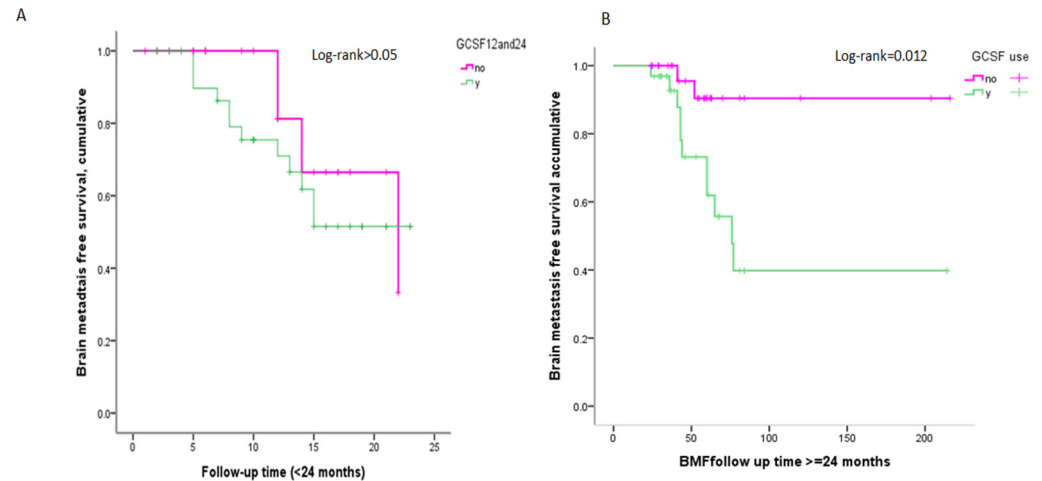 A
Log-rank>0.05
GCSF12and24
no
y
Brain metadtais free survival, cumulative
1.0
0.8
0.6
0.4
0.2
0.0
0 5 10 15 20 25
Follow-up time (<24 months)
B
Log-rank=0.012
GCSF use
no
y
Brain metastasis free survival accumulative
1.0
0.8
0.6
0.4
0.2
0.0
0 50 100 150 200
BMFfollow up time >=24 months